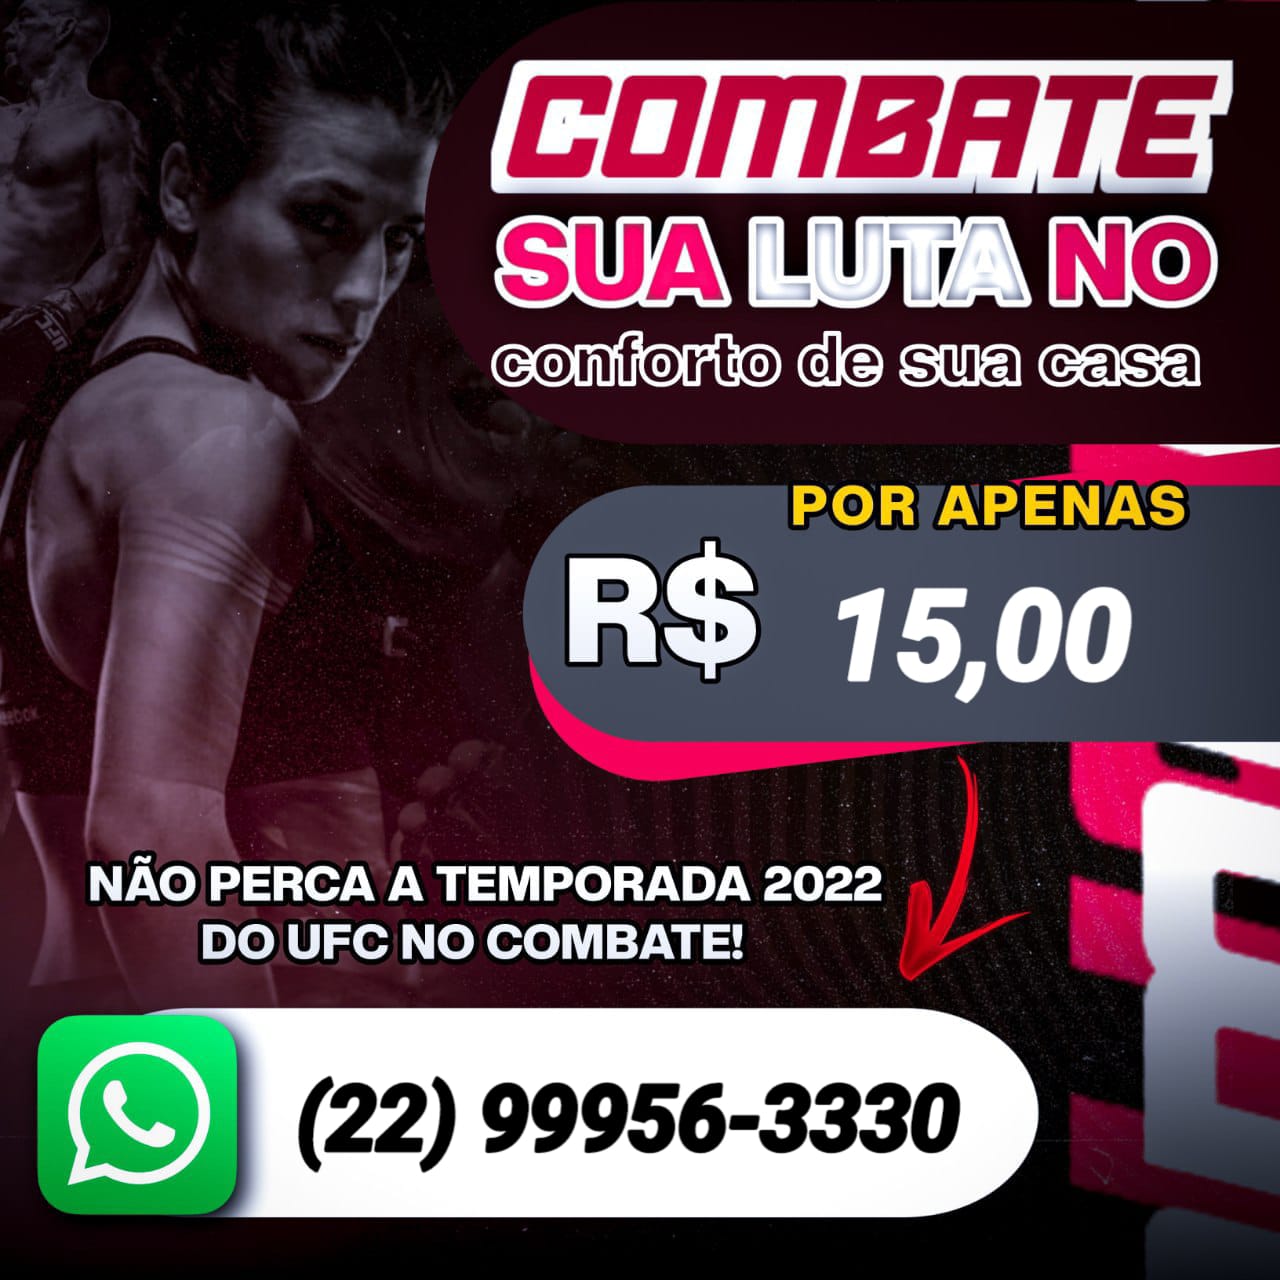 COMBATE
SUA LUTA NO
conforto de sua casa
POR APENAS
R$ 15,00
NÃO PERCA A TEMPORADA 2022
DO UFC NO COMBATE!
(22) 99956-3330
UFC